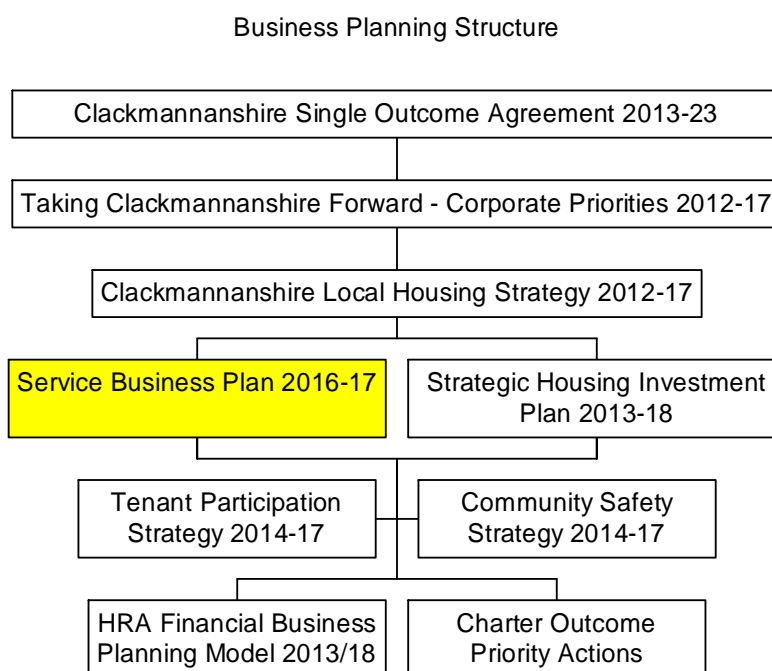 Business Planning Structure
Clackmannanshire Single Outcome Agreement 2013-23
Taking Clackmannanshire Forward - Corporate Priorities 2012-17
Clackmannanshire Local Housing Strategy 2012-17
Service Business Plan 2016-17
Strategic Housing Investment
Plan 2013-18
Tenant Participation
Strategy 2014-17
Community Safety
Strategy 2014-17
HRA Financial Business
Planning Model 2013/18
Charter Outcome
Priority Actions